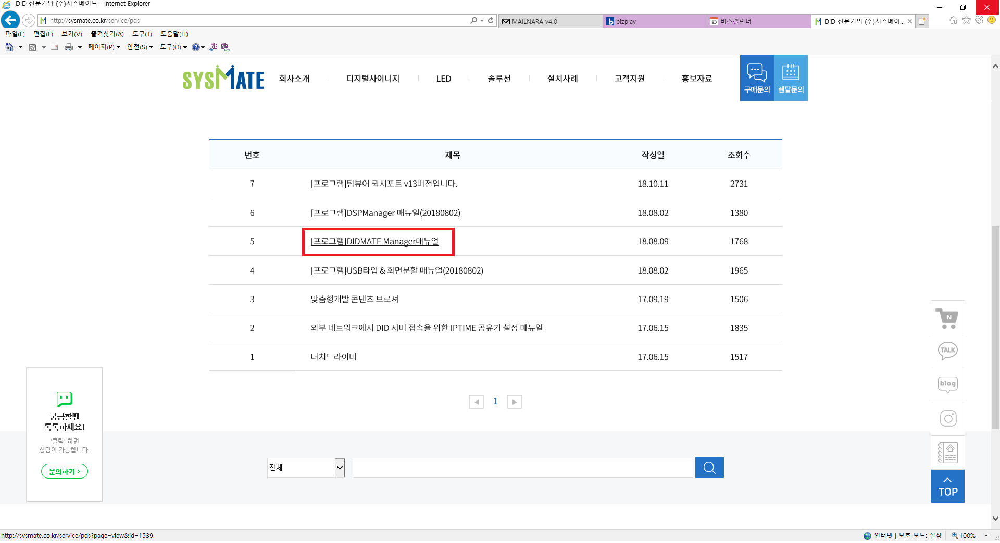 DID 전문기업 (주)시스메이트 - Internet Explorer
http://sysmate.co.kr/service/pds
MAILNARA v4.0
bizplay
13 비즈캘린더
DID 전문기업 (주)시스메이...
파일(F) 편집(E) 보기(V) 즐겨찾기(A) 도구(T) 도움말(H)
페이지(P) 안전(S) 도구(O)
SYSMATE
회사소개
디지털사이니지
LED
솔루션
설치사례
고객지원
홍보자료
구매문의
렌탈문의
번호 제목 작성일 조회수
7 [프로그램]팀뷰어 퀵서포트 v13버전입니다. 18.10.11 2731
6 [프로그램]DSPManager 매뉴얼(20180802) 18.08.02 1380
5 [프로그램]DIDMATE Manager매뉴얼 18.08.09 1768
4 [프로그램]USB타입 & 화면분할 매뉴얼(20180802) 18.08.02 1965
3 맞춤형개발 콘텐츠 브로셔 17.09.19 1506
2 외부 네트워크에서 DID 서버 접속을 위한 IPTIME 공유기 설정 메뉴얼 17.06.15 1835
1 터치드라이버 17.06.15 1517
◀ 1 ▶
N
TALK
blog
TOP
궁금할땐
톡톡하세요!
'클릭' 하면
상담이 가능합니다.
문의하기 >
전체
http://sysmate.co.kr/service/pds?page=view&id=1539
인터넷 | 보호 모드: 설정
100%